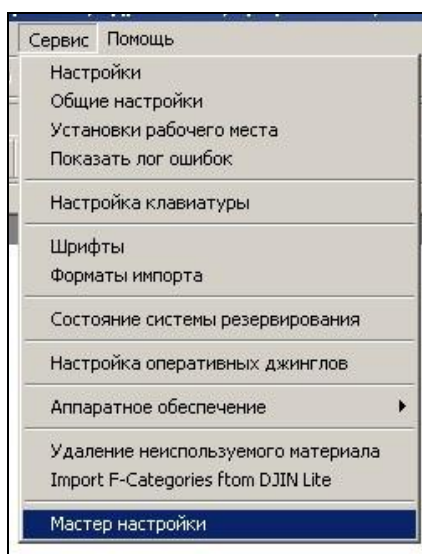 Сервис Помощь
Настройки
Общие настройки
Установки рабочего места
Показать лог ошибок
Настройка клавиатуры
Шрифты
Форматы импорта
Состояние системы резервирования
Настройка оперативных джинглов
Аппаратное обеспечение
Удаление неиспользуемого материала
Import F-Categories ftom DJIN Lite
Мастер настройки